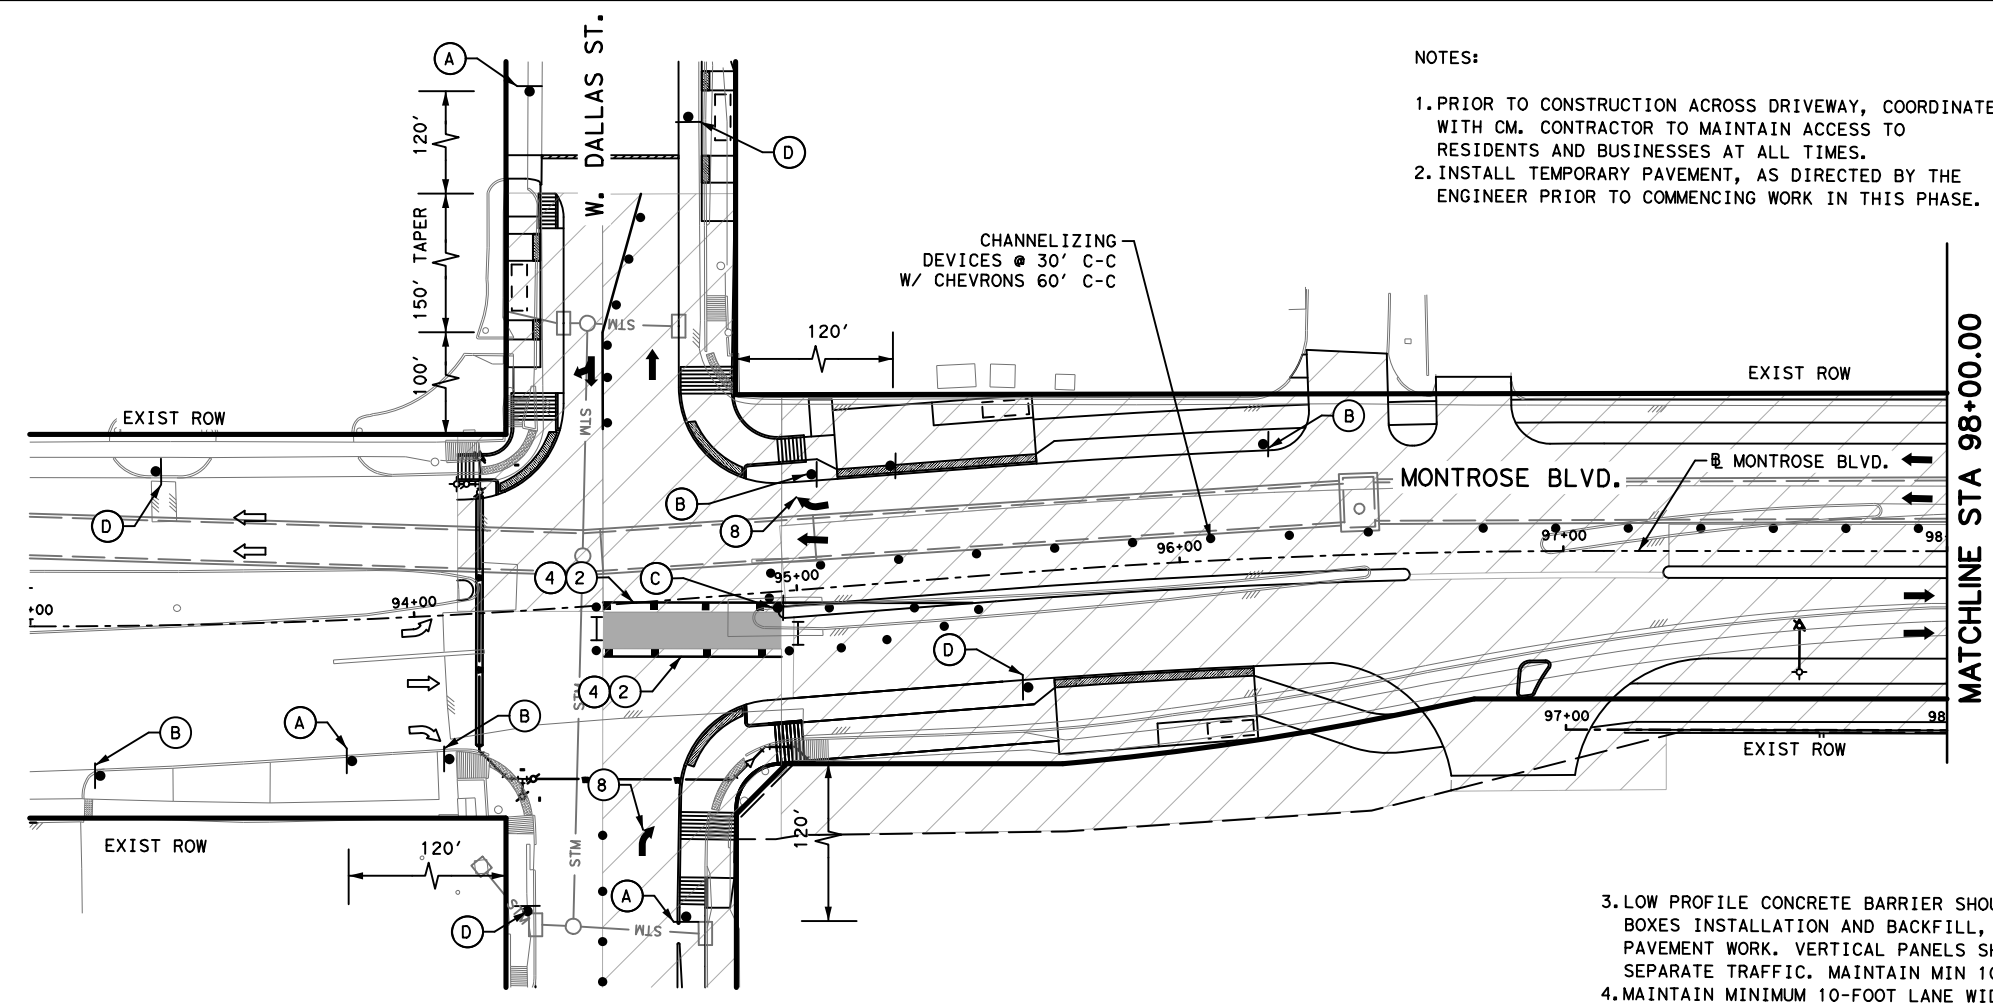 NOTES:
1. PRIOR TO CONSTRUCTION ACROSS DRIVEWAY, COORDINATE
WITH CM. CONTRACTOR TO MAINTAIN ACCESS TO
RESIDENTS AND BUSINESSES AT ALL TIMES.
2. INSTALL TEMPORARY PAVEMENT, AS DIRECTED BY THE
ENGINEER PRIOR TO COMMENCING WORK IN THIS PHASE.
W. DALLAS ST.
A
120'
D
150' TAPER
100'
CHANNELIZING
DEVICES @ 30' C-C
W/ CHEVRONS 60' C-C
120'
STM
STM
EXIST ROW
EXIST ROW
B
MONTROSE BLVD.
B MONTROSE BLVD.
MATCHLINE STA 98+00.00
D
B
8
96+00
97+00
98
4 2
C
95+00
+00
94+00
D
4 2
STM
B
A
B
97+00
98
EXIST ROW
8
120'
EXIST ROW
120'
STM
A
D
STM
3. LOW PROFILE CONCRETE BARRIER SHOU
BOXES INSTALLATION AND BACKFILL,
PAVEMENT WORK. VERTICAL PANELS SH
SEPARATE TRAFFIC. MAINTAIN MIN 10
4. MAINTAIN MINIMUM 10-FOOT LANE WID